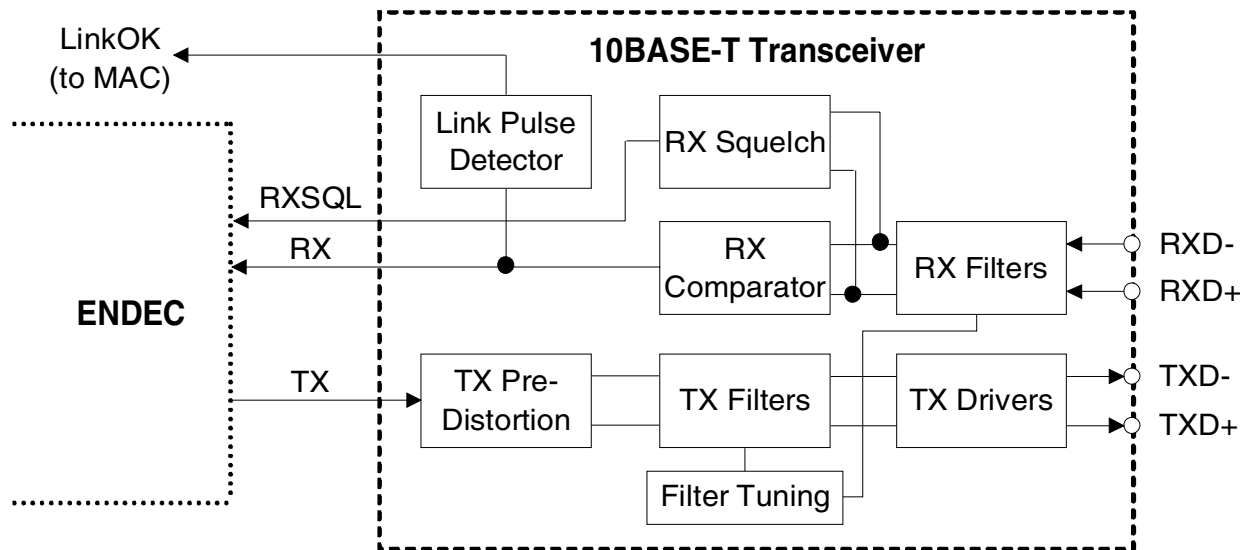 LinkOK
(to MAC)
10BASE-T Transceiver
Link Pulse
Detector
RX Squelch
RXSQL
RX
RX
Comparator
RX Filters
RXD-
RXD+
ENDEC
TX
TX Pre-
Distortion
TX Filters
TX Drivers
TXD-
TXD+
Filter Tuning